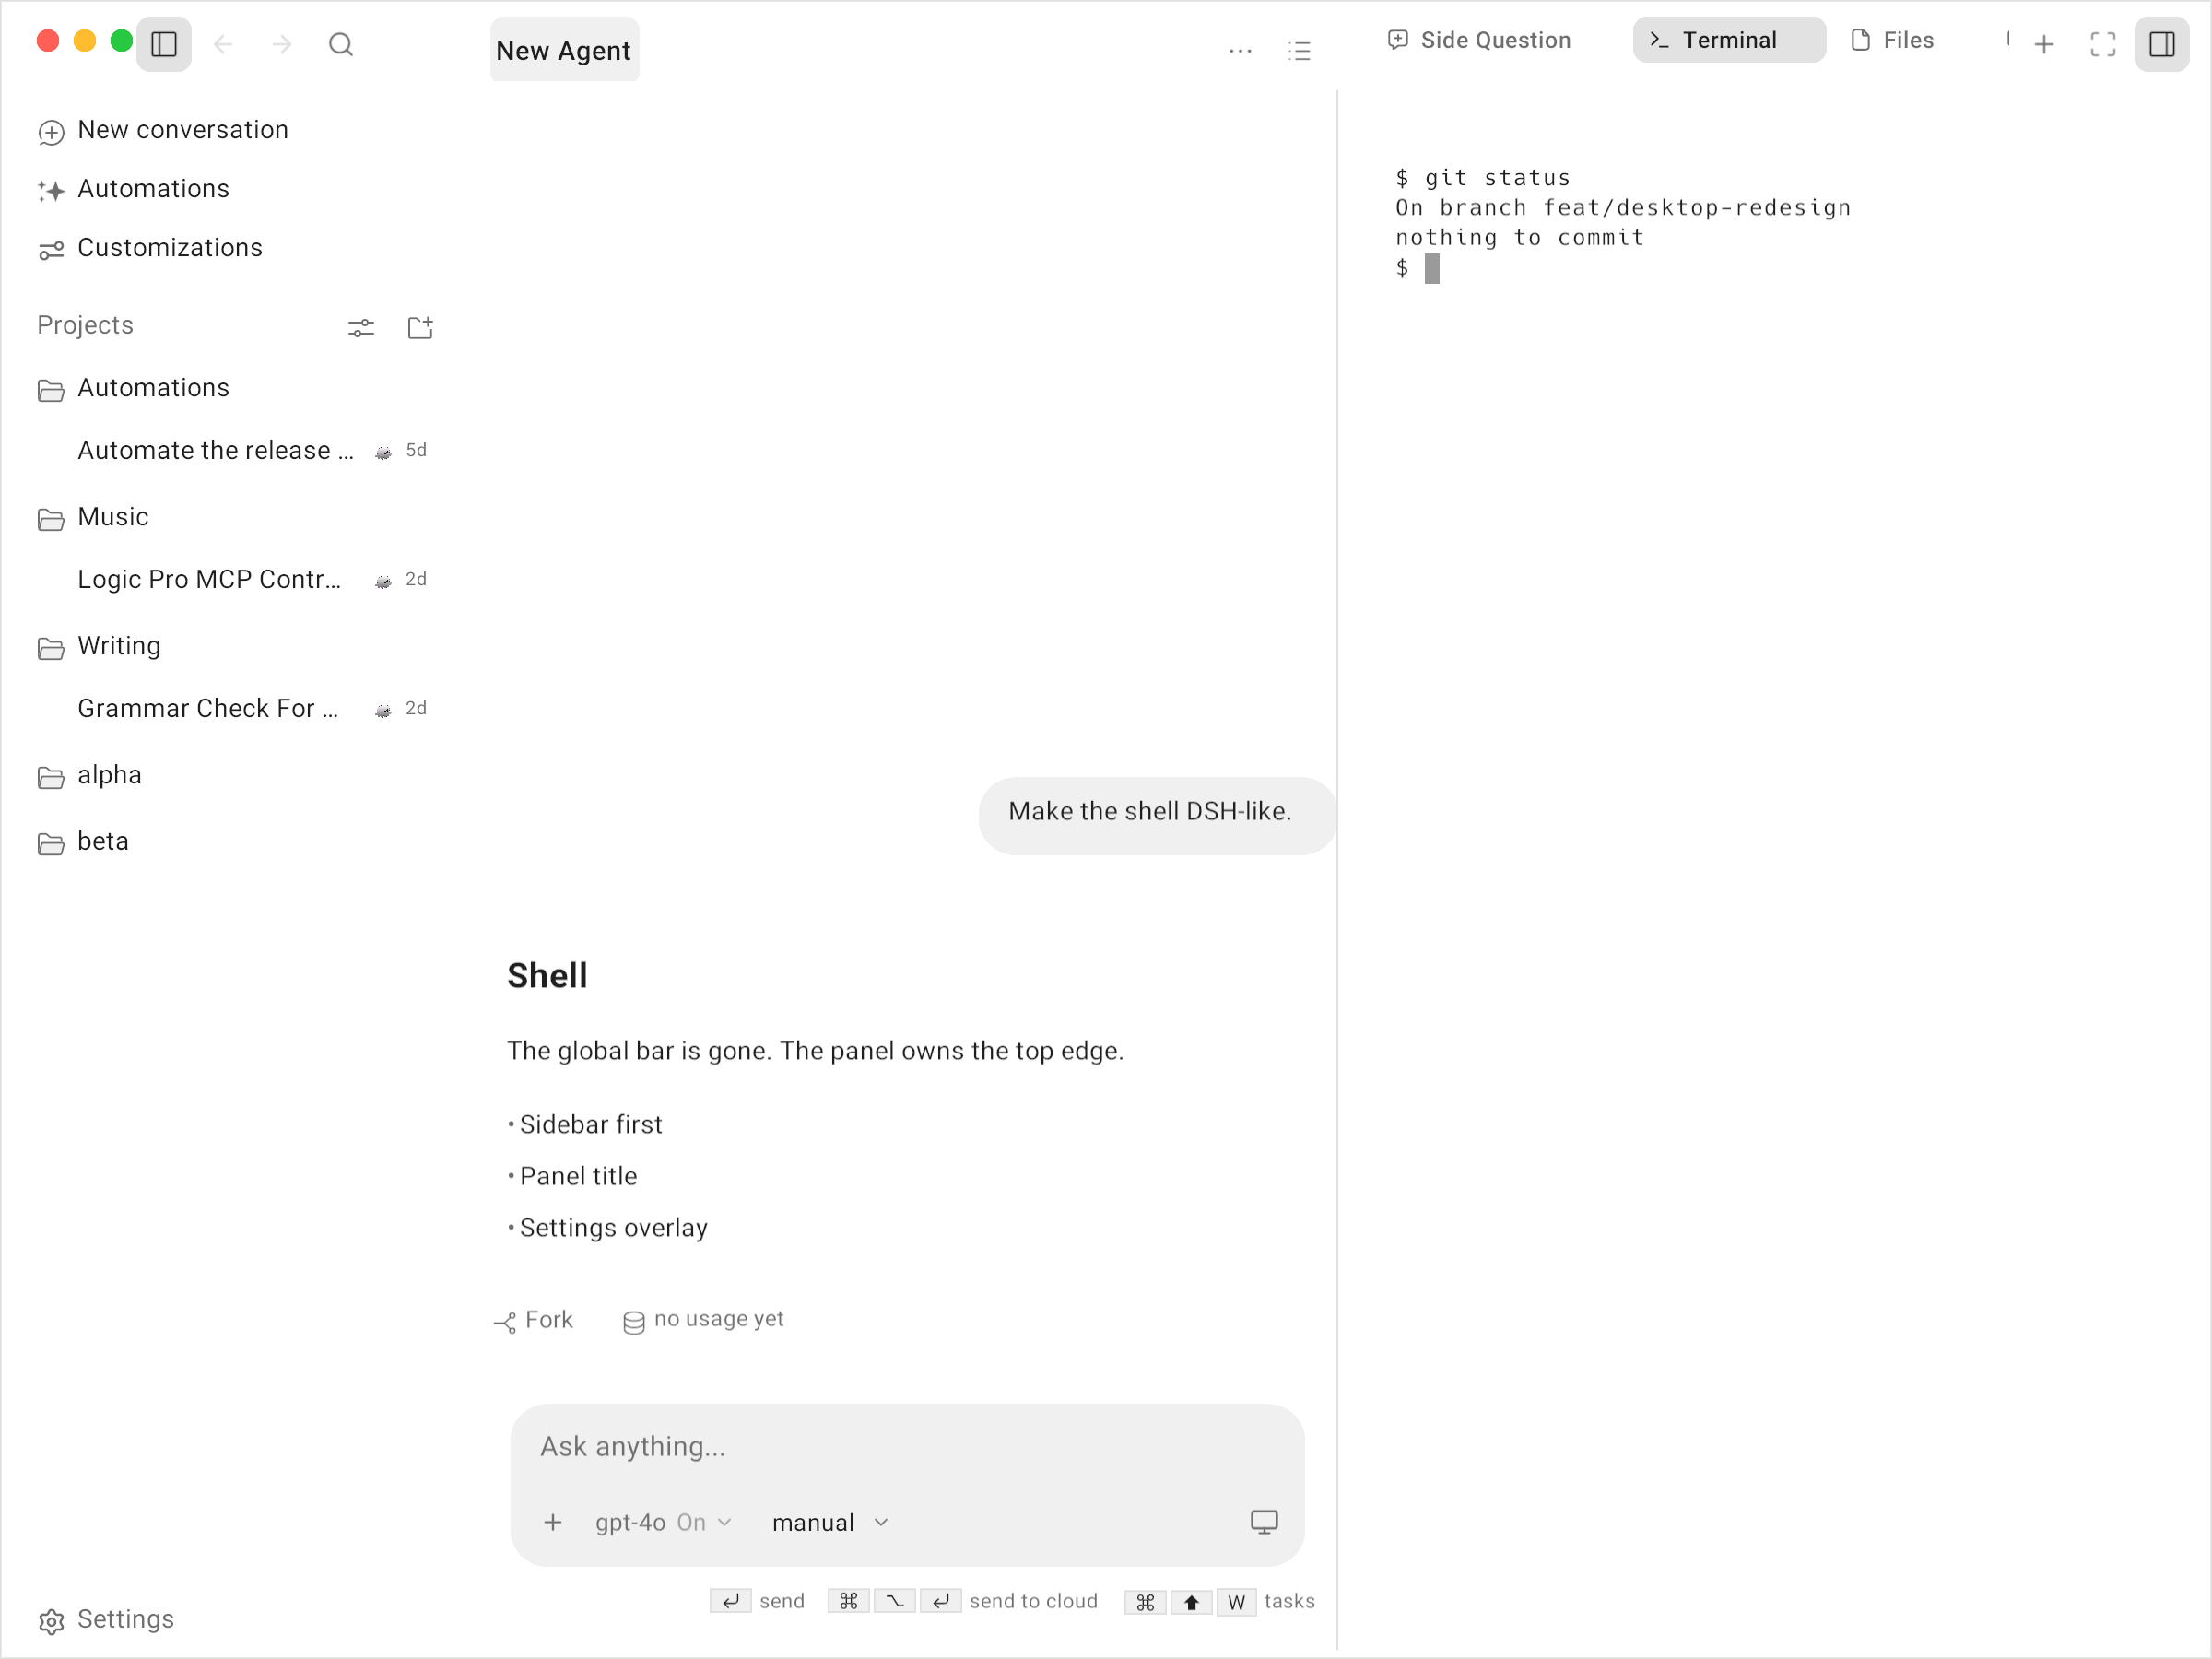 New Agent
Side Question
Terminal
Files
New conversation
Automations
Customizations
Projects
Automations
Automate the release ... 5d
Music
Logic Pro MCP Contr... 2d
Writing
Grammar Check For ... 2d
alpha
beta
Settings
Make the shell DSH-like.
Shell
The global bar is gone. The panel owns the top edge.
• Sidebar first
• Panel title
• Settings overlay
Fork no usage yet
Ask anything...
gpt-4o On manual
↵ send ⌘ ⌥ ↵ send to cloud ⌘ ⬆ W tasks
$ git status
On branch feat/desktop-redesign
nothing to commit
$